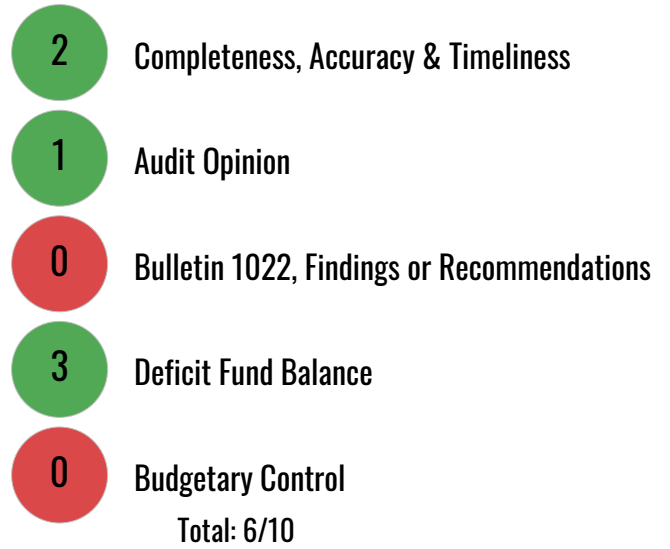 2 Completeness, Accuracy & Timeliness
1 Audit Opinion
0 Bulletin 1022, Findings or Recommendations
3 Deficit Fund Balance
0 Budgetary Control
Total: 6/10